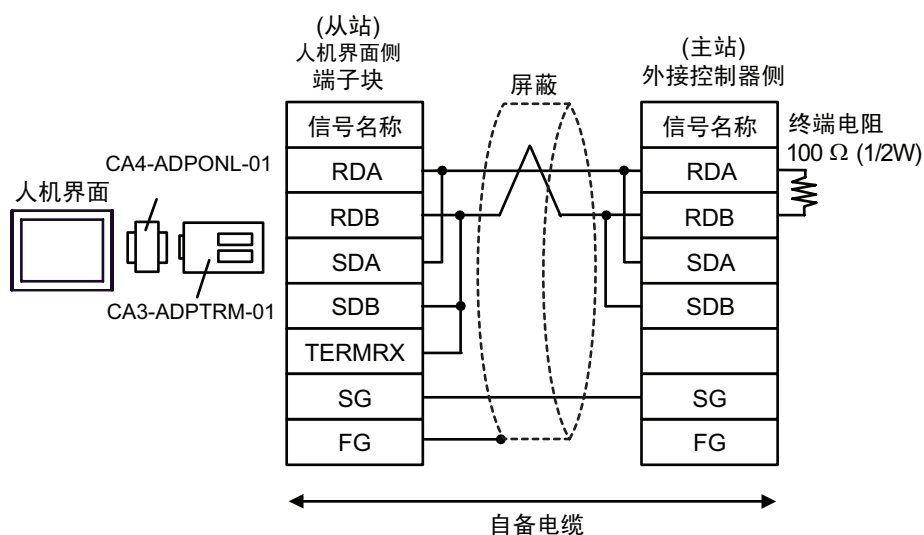 (从站)
人机界面侧
端子块
(主站)
外接控制器侧
屏蔽
信号名称
信号名称
终端电阻
100 Ω (1/2W)
CA4-ADPONL-01
人机界面
CA3-ADPTRM-01
RDA
RDA
RDB
RDB
SDA
SDA
SDB
SDB
TERMRX
SG
SG
FG
FG
自备电缆